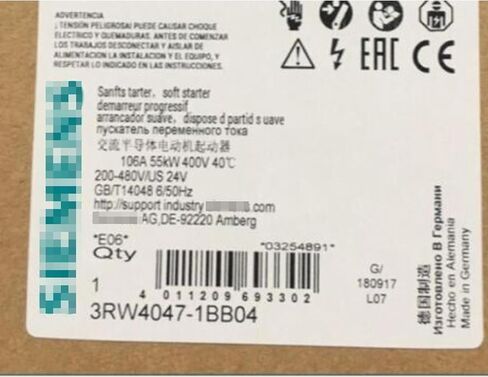 ADVERTENCIA
¡TENSIÓN PELIGROSA! PUEDE CAUSAR CHOQUE
ELÉCTRICO Y QUEMADURAS. ANTES DE COMENZAR
LOS TRABAJOS DESCONECTAR Y AISLAR DE
ALIMENTACION LA INSTALACION Y EL EQUIPO, Y
RESPETAR LO INDICADO EN LAS INSTRUCCIONES.
EAC CE
SIEMENS
Sanfts tarter, soft starter
demarreur progressif
arrancador suave, dispose d partid s uave
пускатель переменного тока
交流半导体电动机起动器
106A 55kW 400V 40℃
200-480V/US 24V
GB/T14048 6/50Hz
http://support industry .com
AG,DE-92220 Amberg
*E06*
Qty
*03254891*
1
4 011209 693302
3RW4047-1BB04
G/
180917
L07
德国制造
Изготовлено В Германи
Hecho en Alemania
Made in Germany